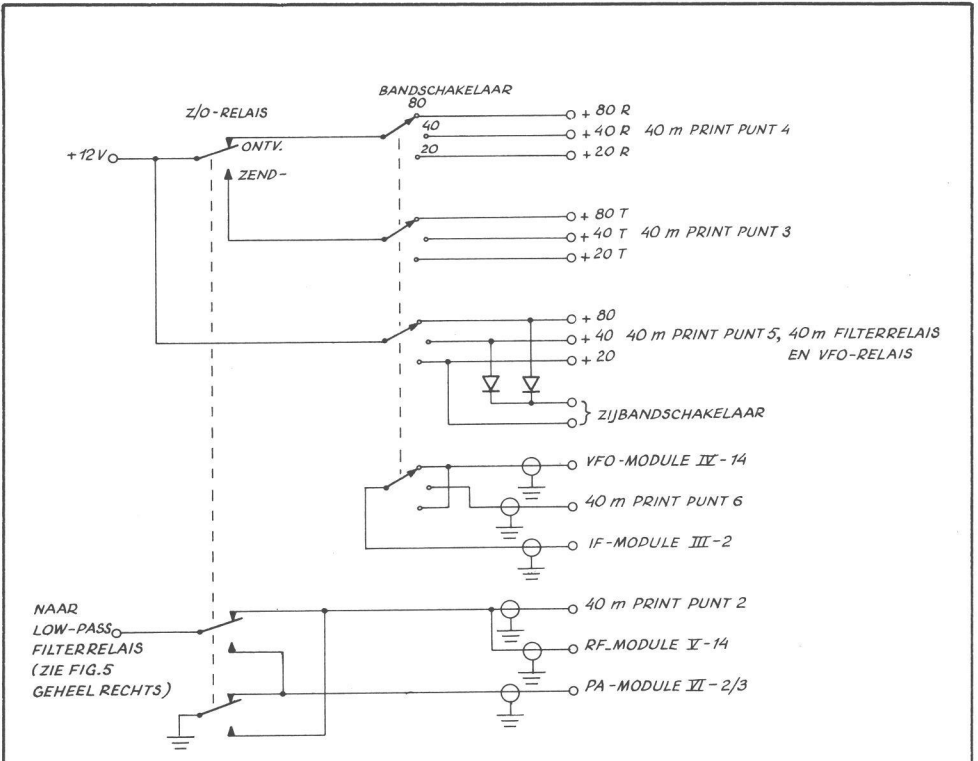 BANDSCHAKELAAR
Z/O-RELAIS
80
40
20
+12V
ONTV.
ZEND-
+ 80 R
+ 40 R 40 m PRINT PUNT 4
+ 20 R
+ 80 T
+ 40 T 40 m PRINT PUNT 3
+ 20 T
+ 80
+ 40 40 m PRINT PUNT 5, 40 m FILTERRELAIS
EN VFO-RELAIS
+ 20
ZIJBANDSCHAKELAAR
VFO-MODULE IV-14
40 m PRINT PUNT 6
IF-MODULE III-2
NAAR
LOW-PASS
FILTERRELAIS
(ZIE FIG.5
GEHEEL RECHTS)
40 m PRINT PUNT 2
RF-MODULE V-14
PA-MODULE VI-2/3